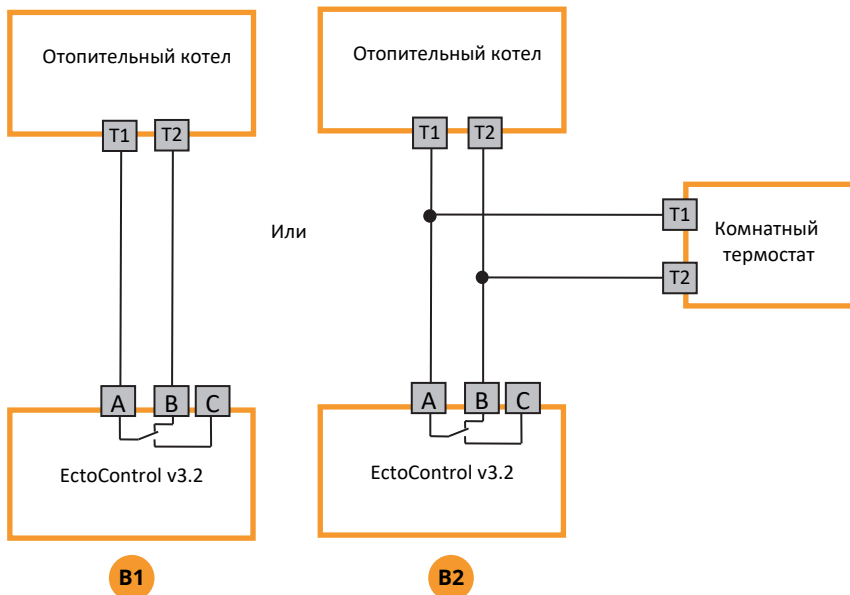 Отопительный котел
T1 T2
A B C
EctoControl v3.2
B1
Или
Отопительный котел
T1 T2
T1
T2
Комнатный
термостат
A B C
EctoControl v3.2
B2